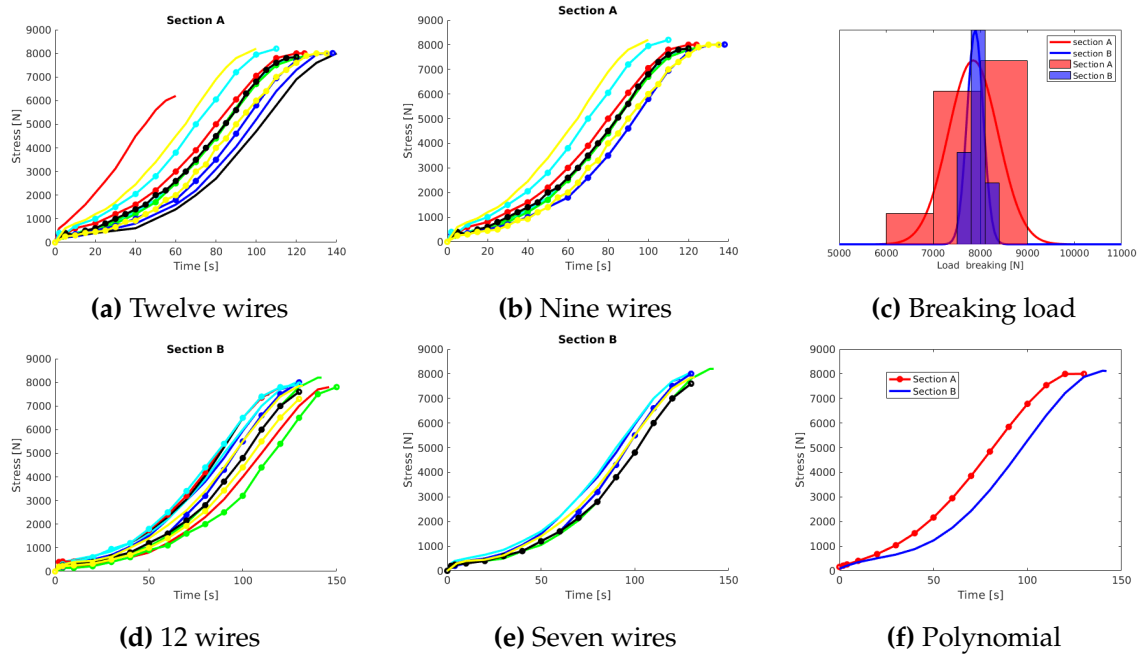 Section A
Stress [N]
9000
8000
7000
6000
5000
4000
3000
2000
1000
0
0 20 40 60 80 100 120 140
Time [s]
(a) Twelve wires
Section A
Stress [N]
9000
8000
7000
6000
5000
4000
3000
2000
1000
0
0 20 40 60 80 100 120 140
Time [s]
(b) Nine wires
section A
section B
Section A
Section B
5000 6000 7000 8000 9000 10000 11000
Load breaking [N]
(c) Breaking load
Section B
Stress [N]
9000
8000
7000
6000
5000
4000
3000
2000
1000
0
0 50 100 150
Time [s]
(d) 12 wires
Section B
Stress [N]
9000
8000
7000
6000
5000
4000
3000
2000
1000
0
0 50 100 150
Time [s]
(e) Seven wires
Stress [N]
9000
8000
7000
6000
5000
4000
3000
2000
1000
0
Section A
Section B
0 50 100 150
Time [s]
(f) Polynomial